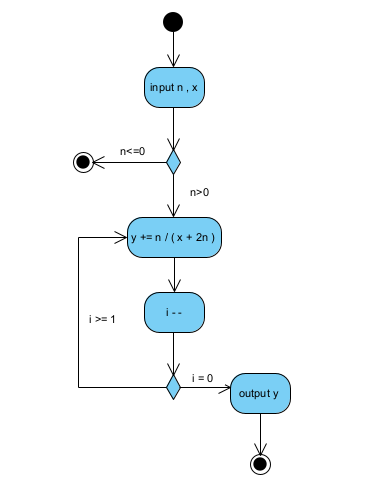 input n , x
n<=0
n>0
y += n / ( x + 2n )
i - -
i >= 1
i = 0
output y